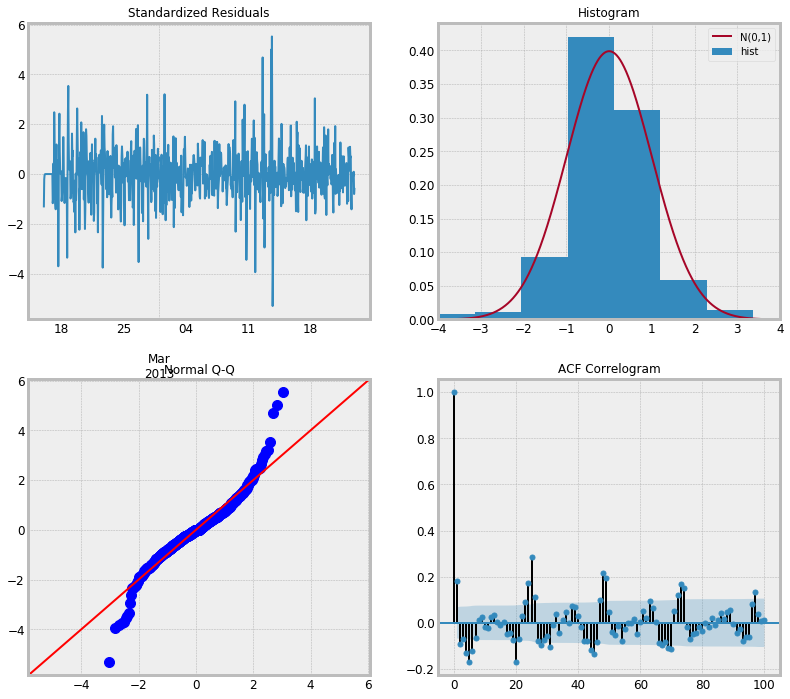 Standardized Residuals
6
4
2
0
−2
−4
18 25 04 11 18
Mar
2013
Histogram
N(0,1)
hist
0.40
0.35
0.30
0.25
0.20
0.15
0.10
0.05
0.00
−4 −3 −2 −1 0 1 2 3 4
Normal Q-Q
6
4
2
0
−2
−4
−4 −2 0 2 4 6
ACF Correlogram
1.0
0.8
0.6
0.4
0.2
0.0
−0.2
0 20 40 60 80 100